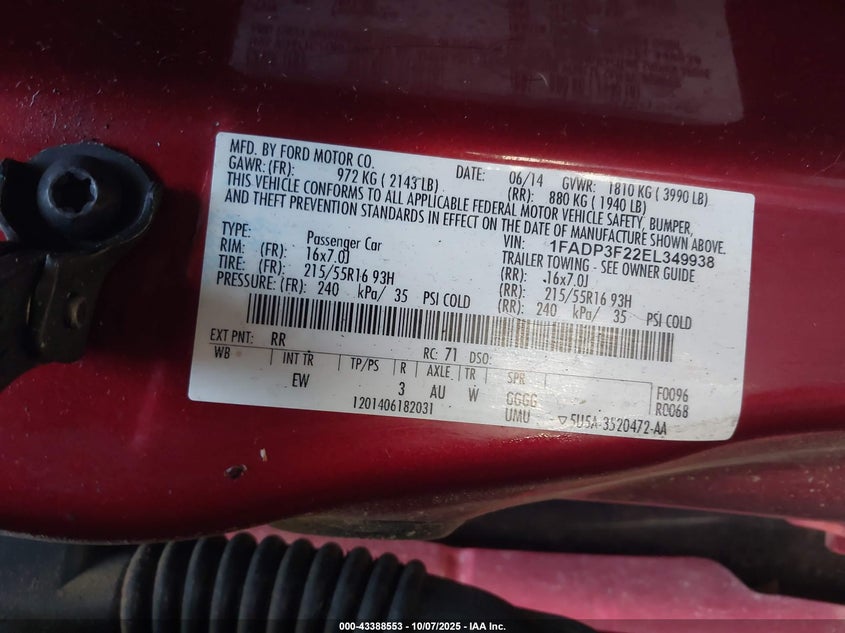 MFD. BY FORD MOTOR CO. DATE: 06/14 GVWR: 1810 KG ( 3990 LB)
GAWR: (FR): 972 KG ( 2143 LB) (RR): 880 KG ( 1940 LB)
THIS VEHICLE CONFORMS TO ALL APPLICABLE FEDERAL MOTOR VEHICLE SAFETY, BUMPER,
AND THEFT PREVENTION STANDARDS IN EFFECT ON THE DATE OF MANUFACTURE SHOWN ABOVE.
VIN: 1FADP3F22EL349938
TYPE: Passenger Car TRAILER TOWING - SEE OWNER GUIDE
RIM: (FR): 16x7.0J (RR): 16x7.0J
TIRE: (FR): 215/55R16 93H (RR): 215/55R16 93H
PRESSURE: (FR): 240 kPa/ 35 PSI COLD (RR): 240 kPa/ 35 PSI COLD
EXT PNT: RR RC: 71 DSO:
WB INT TR TP/PS R AXLE TR SPR F0096
EW 3 AU W GGGG R0068
1201406182031 UMU ▽5U5A-3520472-AA
000-43388553 - 10/07/2025 - IAA Inc.